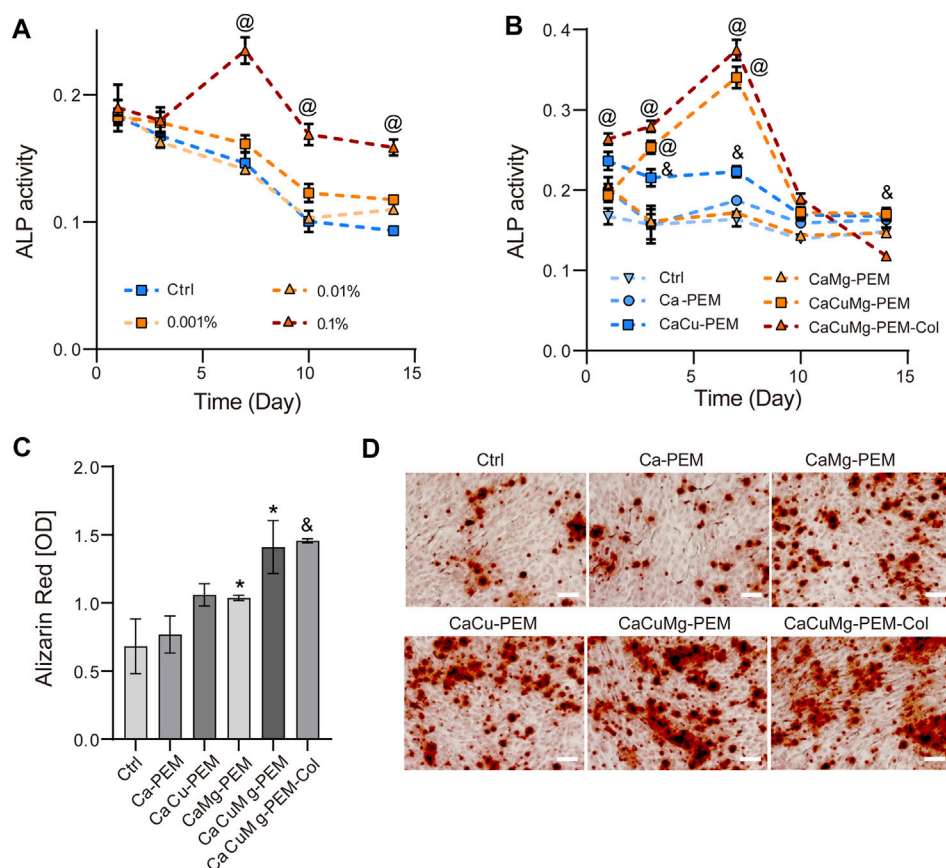 A
ALP activity
0.2
0.1
0.0
@
@
@
Ctrl
0.01%
0.001%
0.1%
0
5
10
15
Time (Day)
B
ALP activity
0.4
0.3
0.2
0.1
0.0
@
@
@
@
@
&
&
&
Ctrl
CaMg-PEM
Ca-PEM
CaCuMg-PEM
CaCu-PEM
CaCuMg-PEM-Col
0
5
10
15
Time (Day)
C
Alizarin Red [OD]
2.0
1.5
1.0
0.5
0.0
*
*
&
Ctrl
Ca-PEM
CaCu-PEM
CaMg-PEM
CaCuMg-PEM
CaCuMg-PEM-Col
D
Ctrl
Ca-PEM
CaMg-PEM
CaCu-PEM
CaCuMg-PEM
CaCuMg-PEM-Col